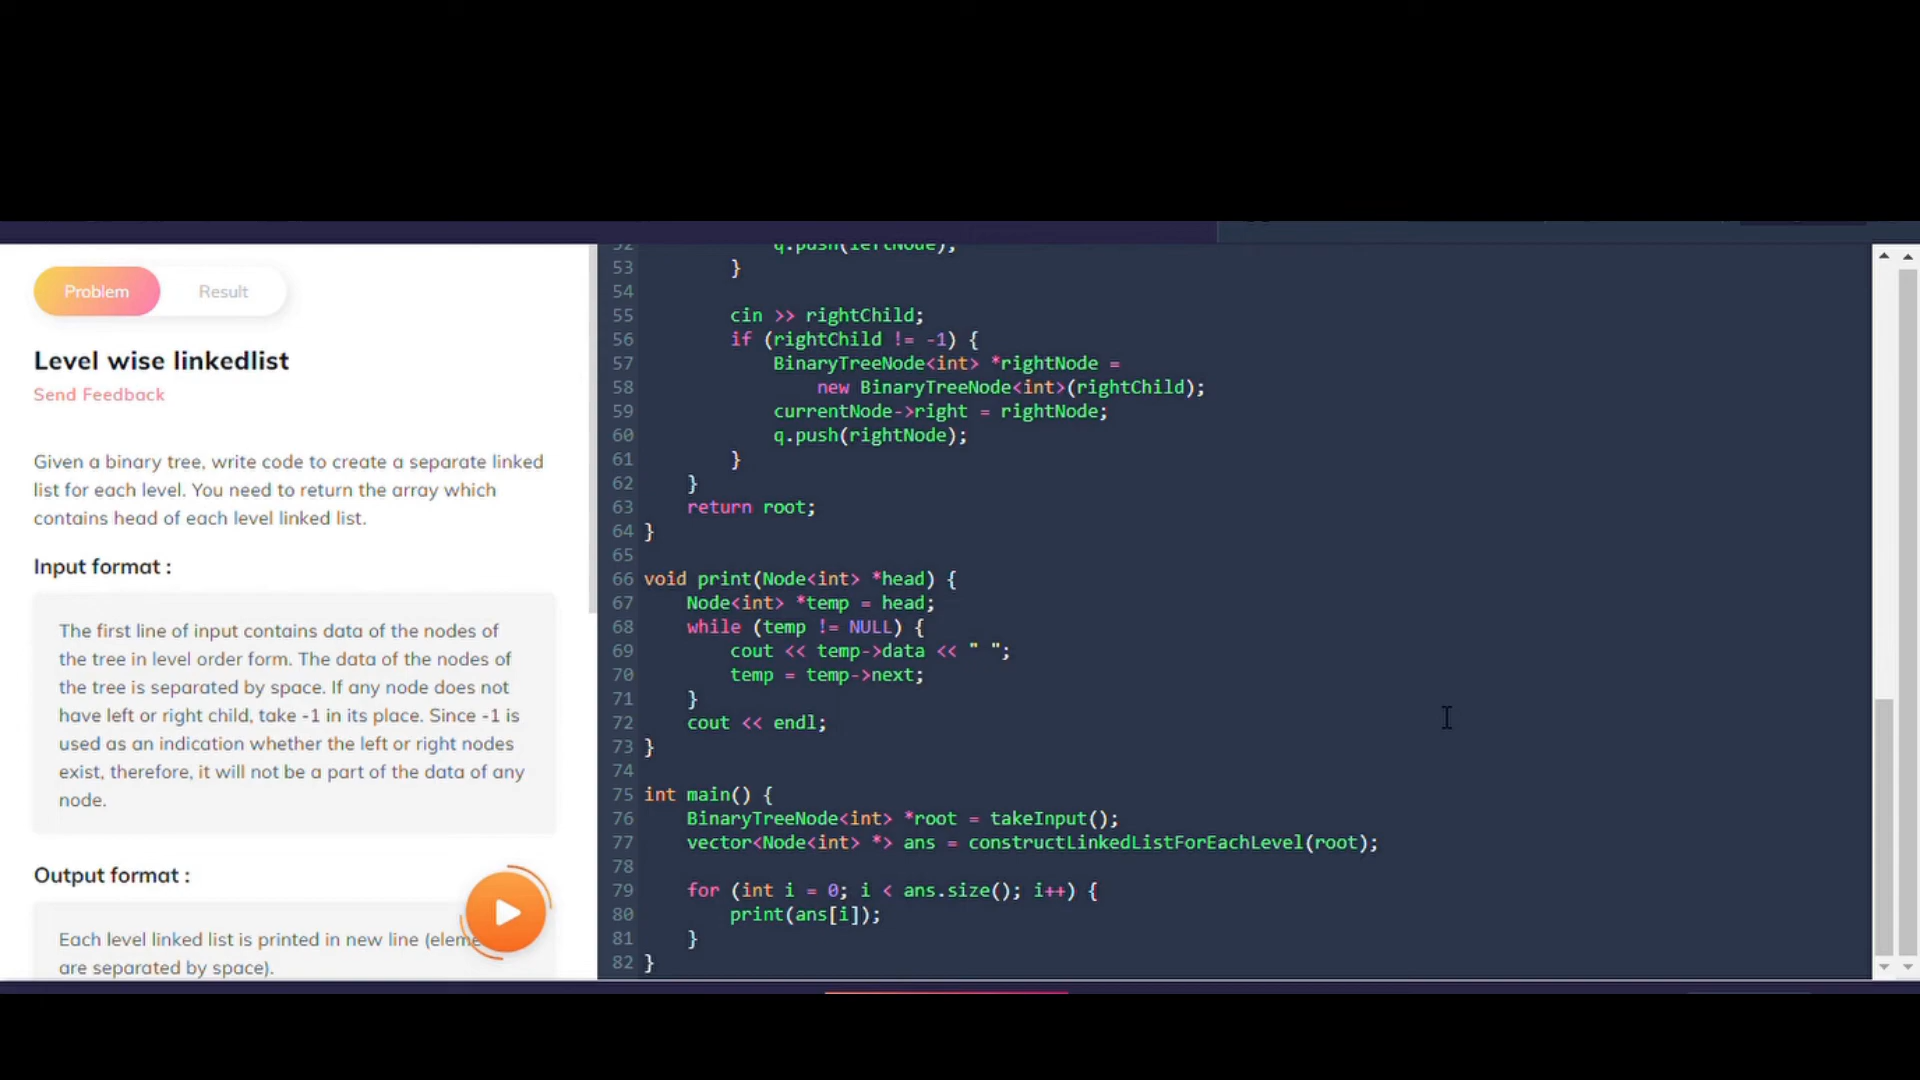 Problem
Result
Level wise linkedlist
Send Feedback
Given a binary tree, write code to create a separate linked
list for each level. You need to return the array which
contains head of each level linked list.
Input format :
The first line of input contains data of the nodes of
the tree in level order form. The data of the nodes of
the tree is separated by space. If any node does not
have left or right child, take -1 in its place. Since -1 is
used as an indication whether the left or right nodes
exist, therefore, it will not be a part of the data of any
node.
Output format :
Each level linked list is printed in new line (eleme
are separated by space).
52 q.push(leftNode);
53 }
54
55 cin >> rightChild;
56 if (rightChild != -1) {
57 BinaryTreeNode<int> *rightNode =
58 new BinaryTreeNode<int>(rightChild);
59 currentNode->right = rightNode;
60 q.push(rightNode);
61 }
62 }
63 return root;
64 }
65
66 void print(Node<int> *head) {
67 Node<int> *temp = head;
68 while (temp != NULL) {
69 cout << temp->data << " ";
70 temp = temp->next;
71 }
72 cout << endl;
73 }
74
75 int main() {
76 BinaryTreeNode<int> *root = takeInput();
77 vector<Node<int> *> ans = constructLinkedListForEachLevel(root);
78
79 for (int i = 0; i < ans.size(); i++) {
80 print(ans[i]);
81 }
82 }